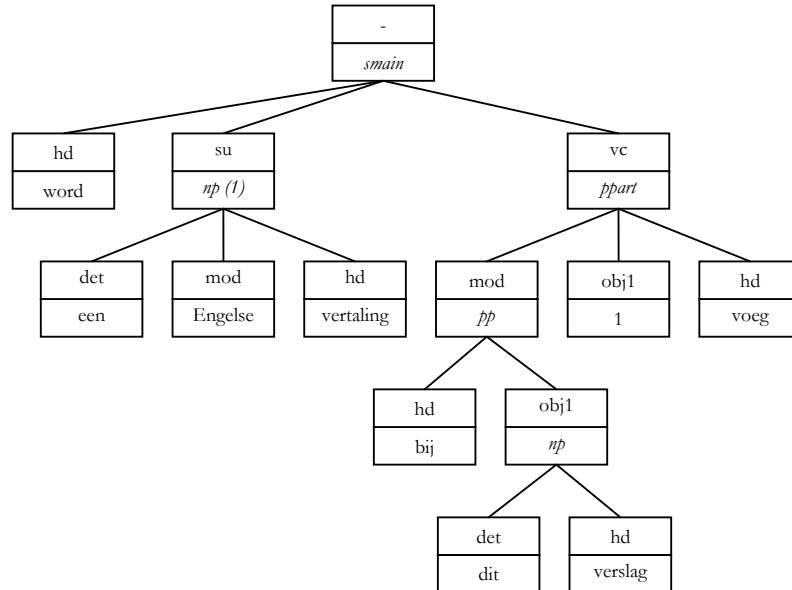 -
smain
hd
word
su
np (1)
vc
ppart
det
een
mod
Engelse
hd
vertaling
mod
pp
obj1
1
hd
voeg
hd
bij
obj1
np
det
dit
hd
verslag